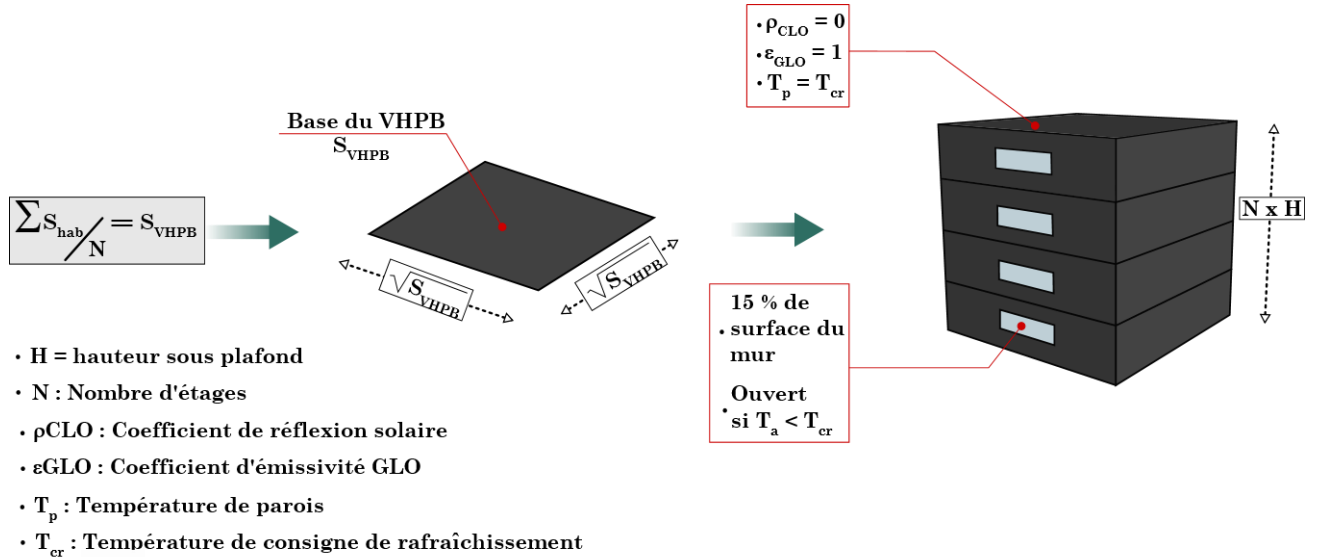 ∑S_hab/N = S_VHPB
Base du VHPB
S_VHPB
√S_VHPB
√S_VHPB
· ρ_CLO = 0
· ε_GLO = 1
· T_p = T_cr
N x H
· 15 % de
surface du
mur
· Ouvert
si T_a < T_cr
· H = hauteur sous plafond
· N : Nombre d'étages
· ρCLO : Coefficient de réflexion solaire
· εGLO : Coefficient d'émissivité GLO
· T_p : Température de parois
· T_cr : Température de consigne de rafraîchissement